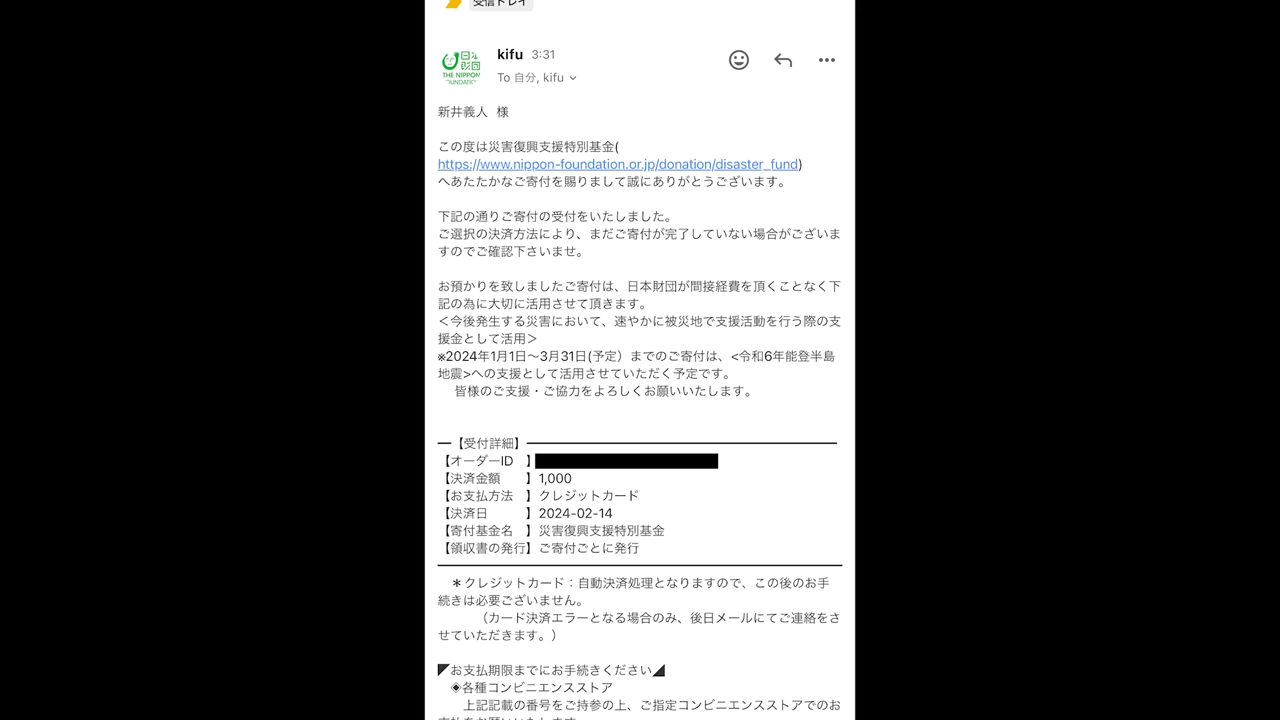 受信トレイ
kifu 3:31
THE NIPPON
FOUNDATION
To 自分, kifu
新井義人 様
この度は災害復興支援特別基金(
https://www.nippon-foundation.or.jp/donation/disaster_fund)
へあたたかなご寄付を賜りまして誠にありがとうございます。
下記の通りご寄付の受付をいたしました。
ご選択の決済方法により、まだご寄付が完了していない場合がございま
すのでご確認下さいませ。
お預かりを致しましたご寄付は、日本財団が間接経費を頂くことなく下
記の為に大切に活用させて頂きます。
＜今後発生する災害において、速やかに被災地で支援活動を行う際の支
援金として活用＞
※2024年1月1日〜3月31日(予定）までのご寄付は、<令和6年能登半島
地震>への支援として活用させていただく予定です。
皆様のご支援・ご協力をよろしくお願いいたします。
━【受付詳細】━━━━━━━━━━━━━━━━━━
【オーダーID 】
【決済金額 】1,000
【お支払方法 】クレジットカード
【決済日 】2024-02-14
【寄付基金名 】災害復興支援特別基金
【領収書の発行】ご寄付ごとに発行
＊クレジットカード：自動決済処理となりますので、この後のお手
続きは必要ございません。
（カード決済エラーとなる場合のみ、後日メールにてご連絡をさ
せていただきます。）
◤お支払期限までにお手続きください◢
◈各種コンビニエンスストア
上記記載の番号をご持参の上、ご指定コンビニエンスストアでのお